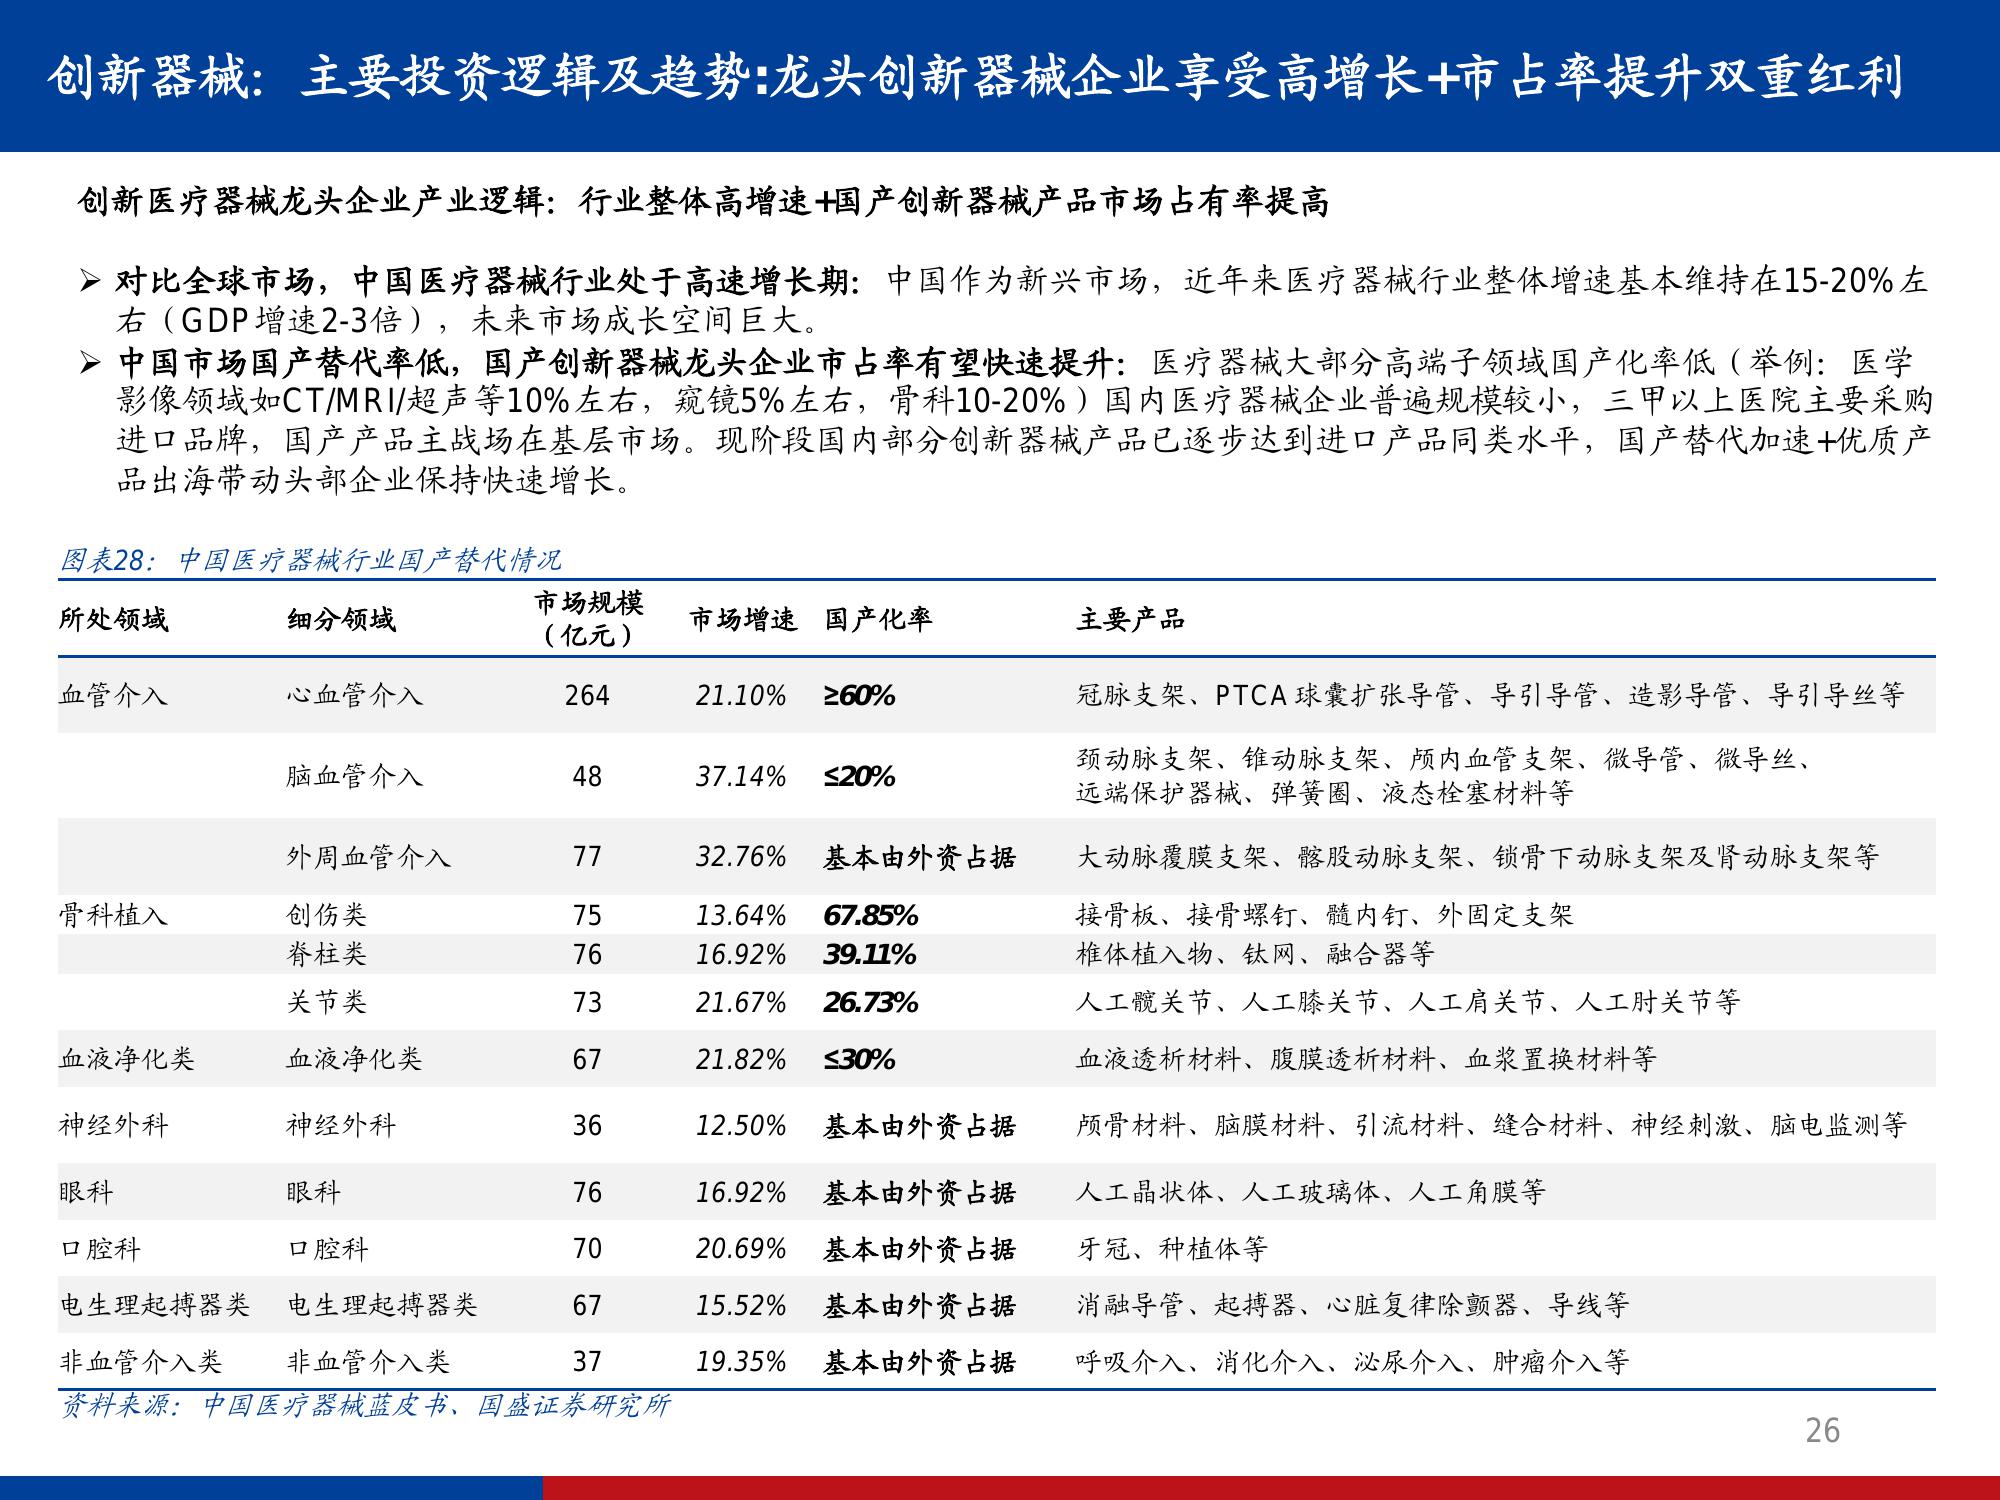 创新器械：主要投资逻辑及趋势:龙头创新器械企业享受高增长+市占率提升双重红利
创新医疗器械龙头企业产业逻辑：行业整体高增速+国产创新器械产品市场占有率提高
➢ 对比全球市场，中国医疗器械行业处于高速增长期：中国作为新兴市场，近年来医疗器械行业整体增速基本维持在15-20%左
右（GDP增速2-3倍），未来市场成长空间巨大。
➢ 中国市场国产替代率低，国产创新器械龙头企业市占率有望快速提升：医疗器械大部分高端子领域国产化率低（举例：医学
影像领域如CT/MRI/超声等10%左右，窥镜5%左右，骨科10-20%）国内医疗器械企业普遍规模较小，三甲以上医院主要采购
进口品牌，国产产品主战场在基层市场。现阶段国内部分创新器械产品已逐步达到进口产品同类水平，国产替代加速+优质产
品出海带动头部企业保持快速增长。
图表28：中国医疗器械行业国产替代情况
所处领域 细分领域 市场规模（亿元） 市场增速 国产化率 主要产品
血管介入 心血管介入 264 21.10% ≥60% 冠脉支架、PTCA球囊扩张导管、导引导管、造影导管、导引导丝等
脑血管介入 48 37.14% ≤20% 颈动脉支架、锥动脉支架、颅内血管支架、微导管、微导丝、
远端保护器械、弹簧圈、液态栓塞材料等
外周血管介入 77 32.76% 基本由外资占据 大动脉覆膜支架、髂股动脉支架、锁骨下动脉支架及肾动脉支架等
骨科植入 创伤类 75 13.64% 67.85% 接骨板、接骨螺钉、髓内钉、外固定支架
脊柱类 76 16.92% 39.11% 椎体植入物、钛网、融合器等
关节类 73 21.67% 26.73% 人工髋关节、人工膝关节、人工肩关节、人工肘关节等
血液净化类 血液净化类 67 21.82% ≤30% 血液透析材料、腹膜透析材料、血浆置换材料等
神经外科 神经外科 36 12.50% 基本由外资占据 颅骨材料、脑膜材料、引流材料、缝合材料、神经刺激、脑电监测等
眼科 眼科 76 16.92% 基本由外资占据 人工晶状体、人工玻璃体、人工角膜等
口腔科 口腔科 70 20.69% 基本由外资占据 牙冠、种植体等
电生理起搏器类 电生理起搏器类 67 15.52% 基本由外资占据 消融导管、起搏器、心脏复律除颤器、导线等
非血管介入类 非血管介入类 37 19.35% 基本由外资占据 呼吸介入、消化介入、泌尿介入、肿瘤介入等
资料来源：中国医疗器械蓝皮书、国盛证券研究所
26